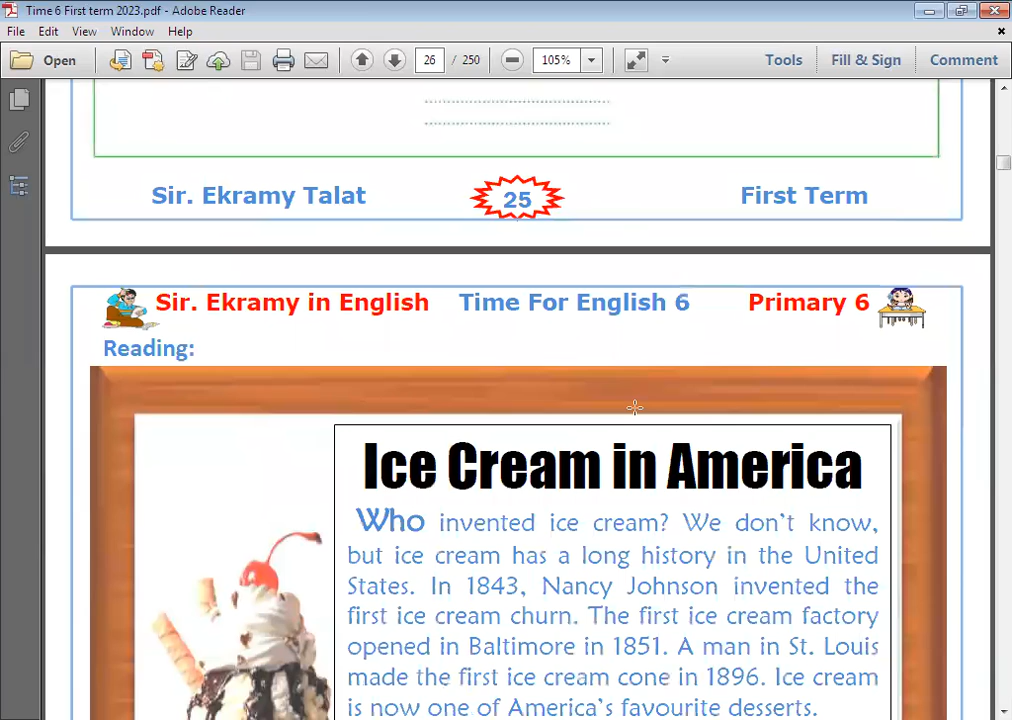 Time 6 First term 2023.pdf - Adobe Reader
File Edit View Window Help
Open 26 / 250 105% Tools Fill & Sign Comment
Sir. Ekramy Talat 25 First Term
Sir. Ekramy in English Time For English 6 Primary 6
Reading:
Ice Cream in America
Who invented ice cream? We don't know,
but ice cream has a long history in the United
States. In 1843, Nancy Johnson invented the
first ice cream churn. The first ice cream factory
opened in Baltimore in 1851. A man in St. Louis
made the first ice cream cone in 1896. Ice cream
is now one of America's favourite desserts.